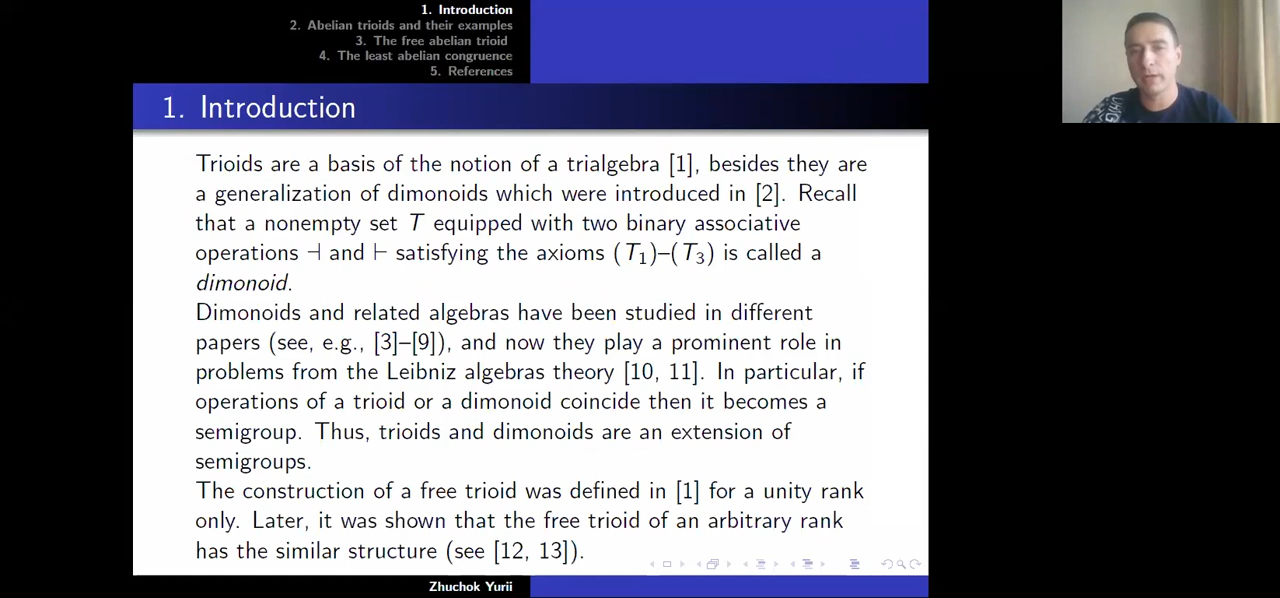 1. Introduction
2. Abelian trioids and their examples
3. The free abelian trioid
4. The least abelian congruence
5. References
1. Introduction
Trioids are a basis of the notion of a trialgebra [1], besides they are
a generalization of dimonoids which were introduced in [2]. Recall
that a nonempty set T equipped with two binary associative
operations ⊣ and ⊢ satisfying the axioms (T₁)–(T₃) is called a
dimonoid.
Dimonoids and related algebras have been studied in different
papers (see, e.g., [3]–[9]), and now they play a prominent role in
problems from the Leibniz algebras theory [10, 11]. In particular, if
operations of a trioid or a dimonoid coincide then it becomes a
semigroup. Thus, trioids and dimonoids are an extension of
semigroups.
The construction of a free trioid was defined in [1] for a unity rank
only. Later, it was shown that the free trioid of an arbitrary rank
has the similar structure (see [12, 13]).
Zhuchok Yurii